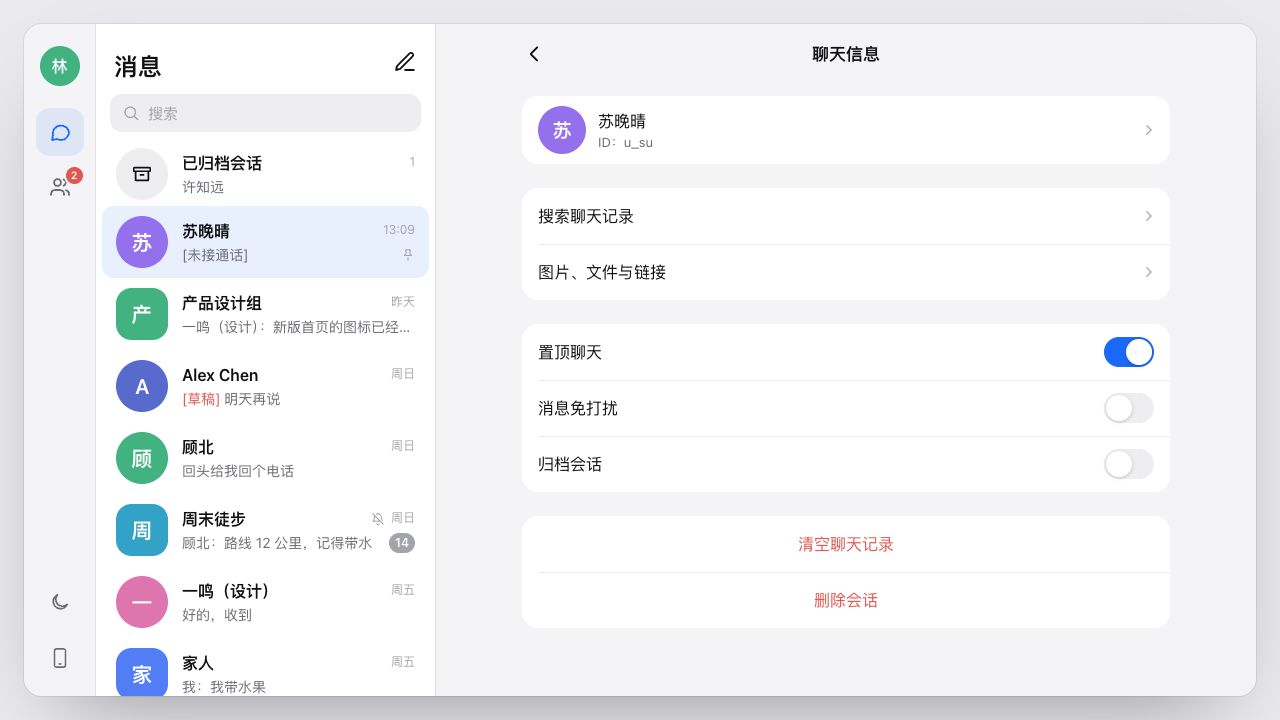 林
2
消息
搜索
已归档会话 1
许知远
苏
苏晚晴 13:09
[未接通话]
产
产品设计组 昨天
一鸣（设计）：新版首页的图标已经...
A
Alex Chen 周日
[草稿] 明天再说
顾
顾北 周日
回头给我回个电话
周
周末徒步 周日
顾北：路线 12 公里，记得带水 14
一
一鸣（设计） 周五
好的，收到
家
家人 周五
我：我带水果
聊天信息
苏
苏晚晴
ID：u_su
搜索聊天记录
图片、文件与链接
置顶聊天
消息免打扰
归档会话
清空聊天记录
删除会话